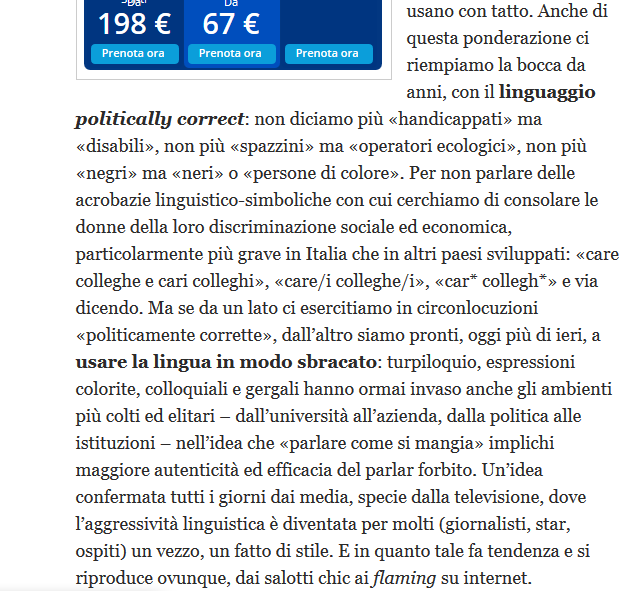 Da
198 €
Da
67 €
Prenota ora
Prenota ora
Prenota ora
usano con tatto. Anche di
questa ponderazione ci
riempiamo la bocca da
anni, con il linguaggio
politically correct: non diciamo più «handicappati» ma
«disabili», non più «spazzini» ma «operatori ecologici», non più
«negri» ma «neri» o «persone di colore». Per non parlare delle
acrobazie linguistico-simboliche con cui cerchiamo di consolare le
donne della loro discriminazione sociale ed economica,
particolarmente più grave in Italia che in altri paesi sviluppati: «care
colleghe e cari colleghi», «care/i colleghe/i», «car* collegh*» e via
dicendo. Ma se da un lato ci esercitiamo in circonlocuzioni
«politicamente corrette», dall’altro siamo pronti, oggi più di ieri, a
usare la lingua in modo sbracato: turpiloquio, espressioni
colorite, colloquiali e gergali hanno ormai invaso anche gli ambienti
più colti ed elitari – dall’università all’azienda, dalla politica alle
istituzioni – nell’idea che «parlare come si mangia» implichi
maggiore autenticità ed efficacia del parlar forbito. Un’idea
confermata tutti i giorni dai media, specie dalla televisione, dove
l’aggressività linguistica è diventata per molti (giornalisti, star,
ospiti) un vezzo, un fatto di stile. E in quanto tale fa tendenza e si
riproduce ovunque, dai salotti chic ai flaming su internet.